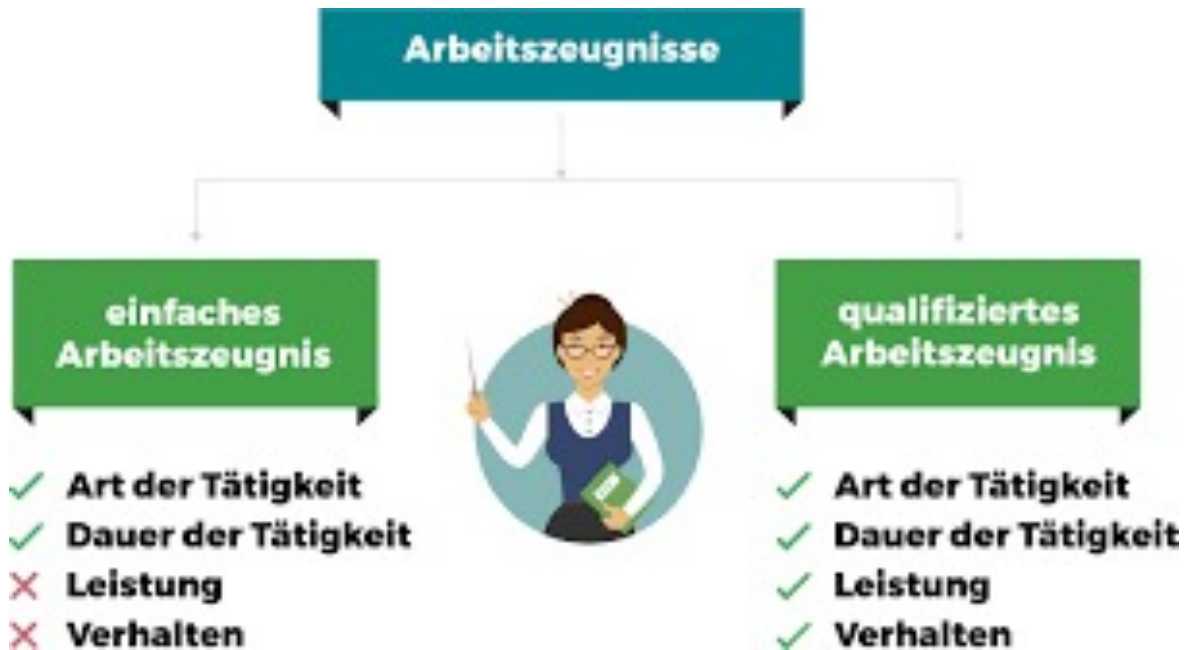 Arbeitszeugnisse
einfaches
Arbeitszeugnis
Art der Tätigkeit
Dauer der Tätigkeit
Leistung
Verhalten
qualifiziertes
Arbeitszeugnis
Art der Tätigkeit
Dauer der Tätigkeit
Leistung
Verhalten